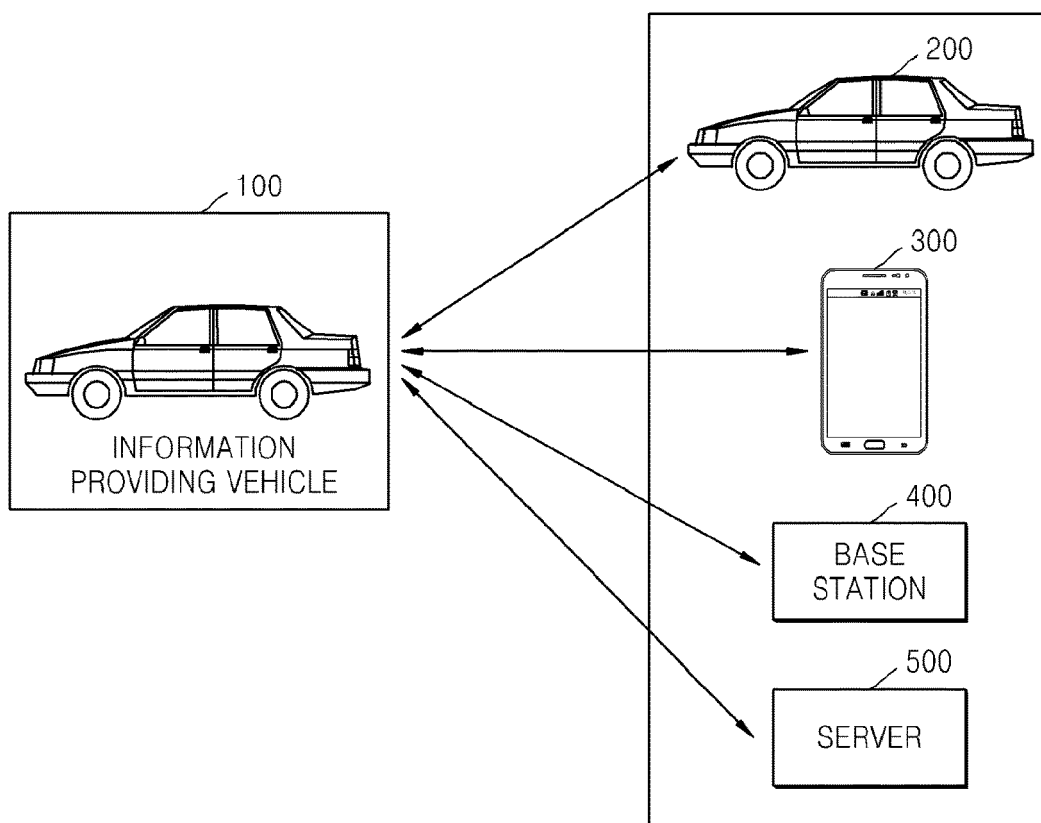 200
100
300
INFORMATION
PROVIDING VEHICLE
400
BASE
STATION
500
SERVER